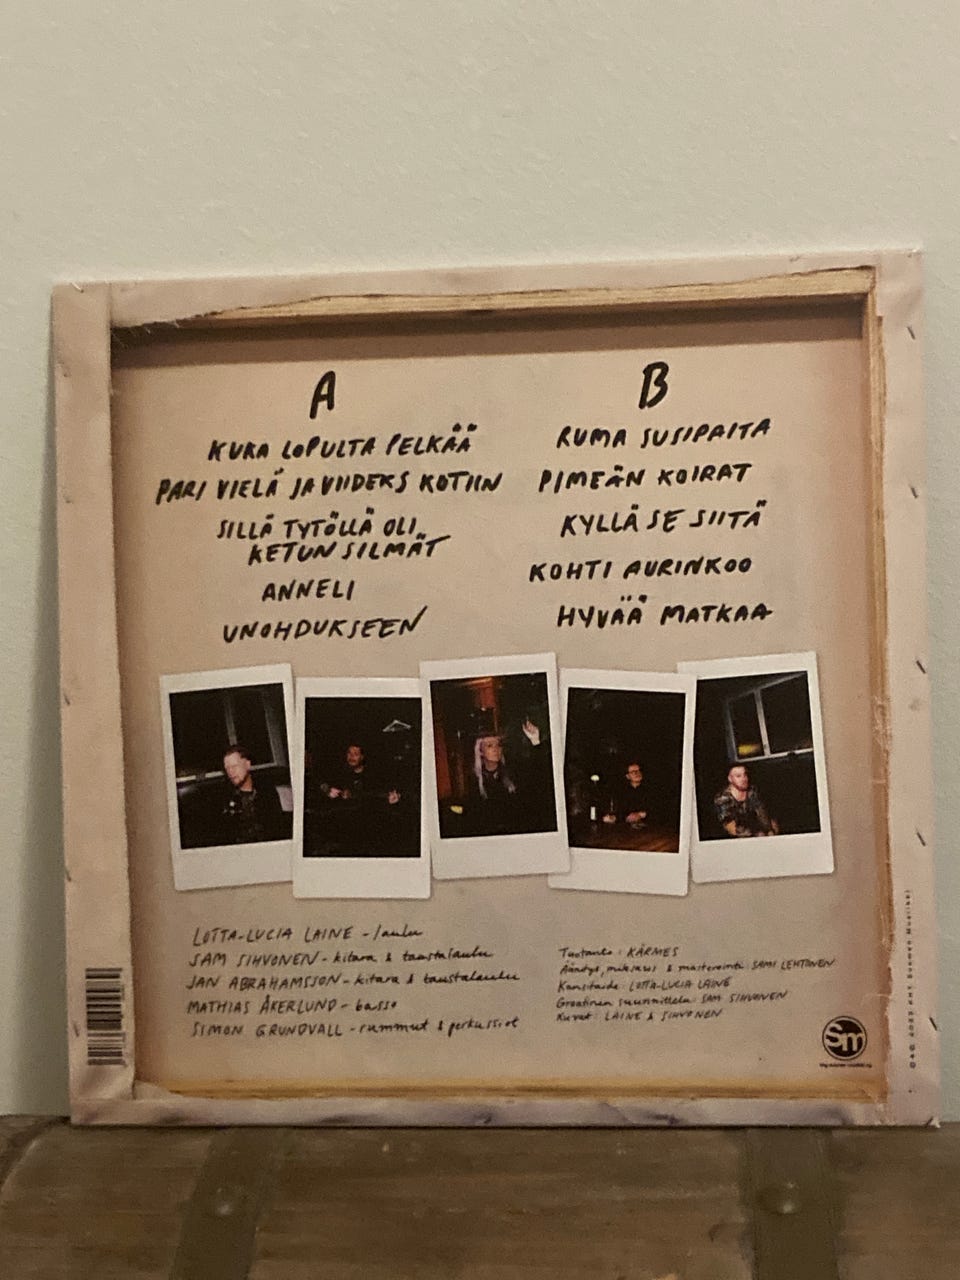 A
KUKA LOPULTA PELKÄÄ
PARI VIELÄ JA VIIDEKS KOTIIN
SILLÄ TYTÖLLÄ OLI
KETUN SILMÄT
ANNELI
UNOHDUKSEEN
B
RUMA SUSIPAITA
PIMEÄN KOIRAT
KYLLÄ SE SIITÄ
KOHTI AURINKOO
HYVÄÄ MATKAA
LOTTA-LUCIA LAINE - laulu
SAM SIHVONEN - kitara & taustalaulu
JAN ABRAHAMSSON - kitara & taustalaulu
MATHIAS ÅKERLUND - basso
SIMON GRUNDVALL - rummut & perkussiot
Tuotanto: KÄRMES
Äänitys, miksaus & masterointi: SAMI LEHTONEN
Kansitaide: LOTTA-LUCIA LAINE
Graafinen suunnittelu: SAM SIHVONEN
Kuvat: LAINE & SIHVONEN
Sm